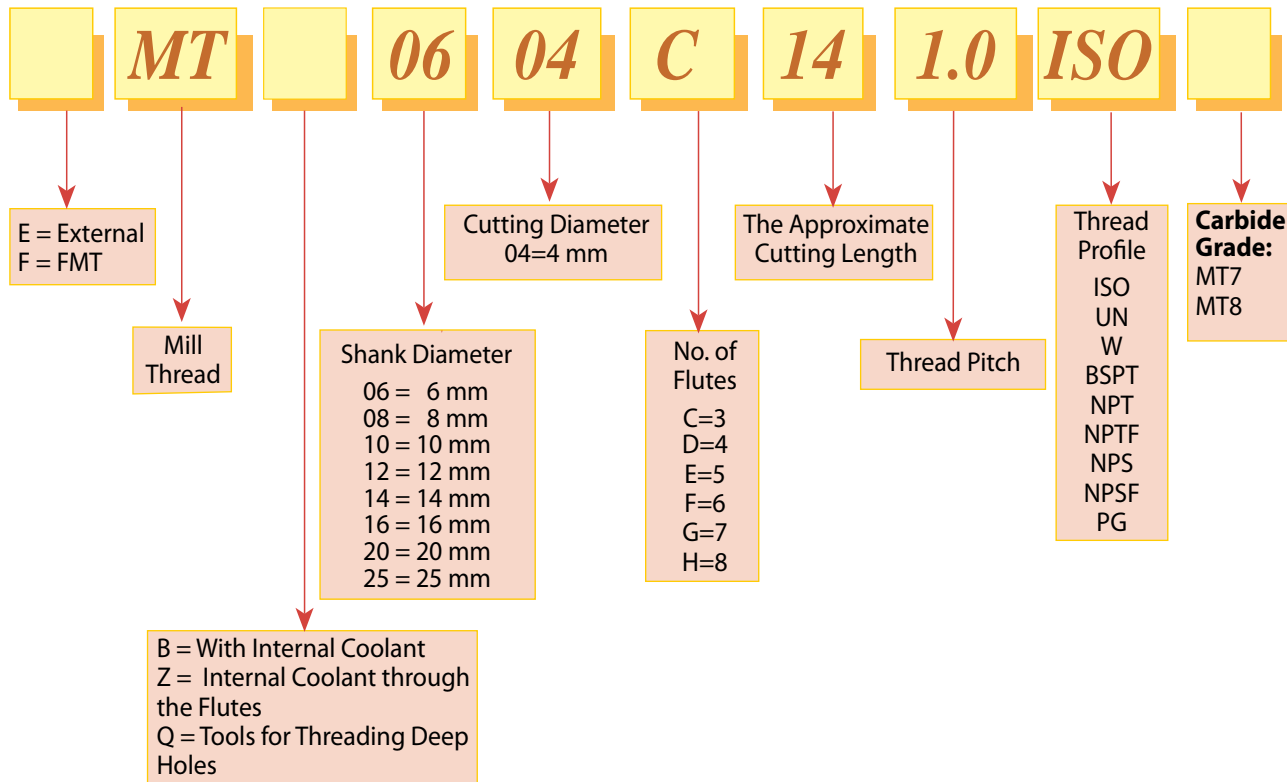 MT 06 04 C 14 1.0 ISO
E = External
F = FMT
Mill
Thread
B = With Internal Coolant
Z = Internal Coolant through
the Flutes
Q = Tools for Threading Deep
Holes
Shank Diameter
06 = 6 mm
08 = 8 mm
10 = 10 mm
12 = 12 mm
14 = 14 mm
16 = 16 mm
20 = 20 mm
25 = 25 mm
Cutting Diameter
04=4 mm
No. of
Flutes
C=3
D=4
E=5
F=6
G=7
H=8
The Approximate
Cutting Length
Thread Pitch
Thread
Profile
ISO
UN
W
BSPT
NPT
NPTF
NPS
NPSF
PG
Carbide
Grade:
MT7
MT8